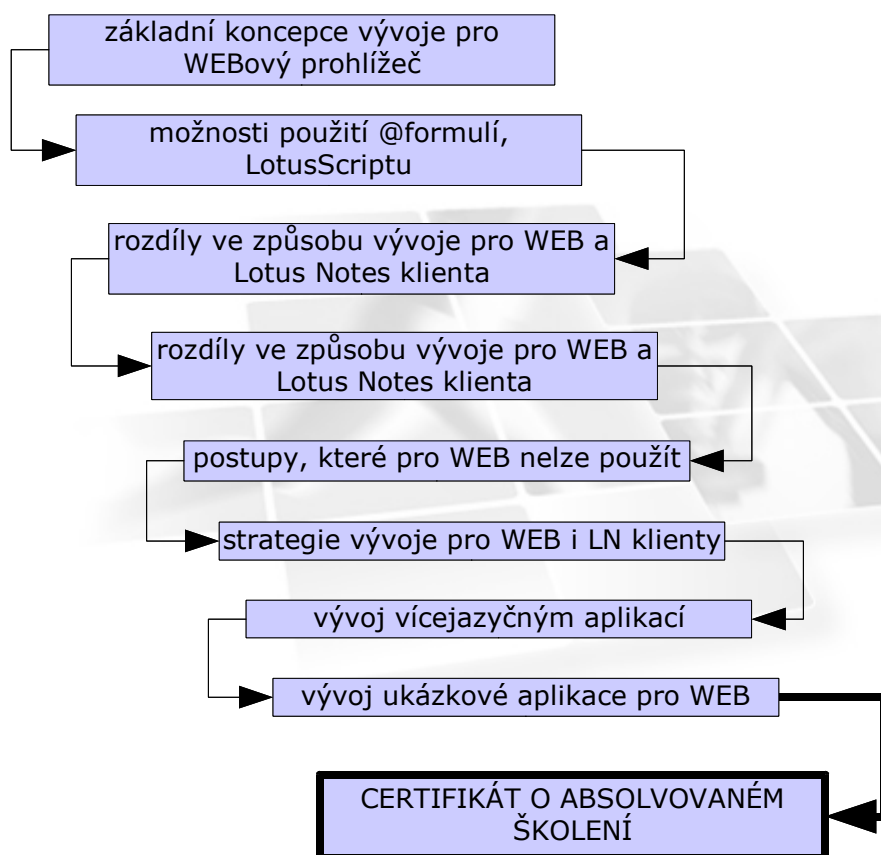 základní koncepce vývoje pro
WEBový prohlížeč
možnosti použití @formulí,
LotusScriptu
rozdíly ve způsobu vývoje pro WEB a
Lotus Notes klienta
rozdíly ve způsobu vývoje pro WEB a
Lotus Notes klienta
postupy, které pro WEB nelze použít
strategie vývoje pro WEB i LN klienty
vývoj vícejazyčným aplikací
vývoj ukázkové aplikace pro WEB
CERTIFIKÁT O ABSOLVOVANÉM
ŠKOLENÍ